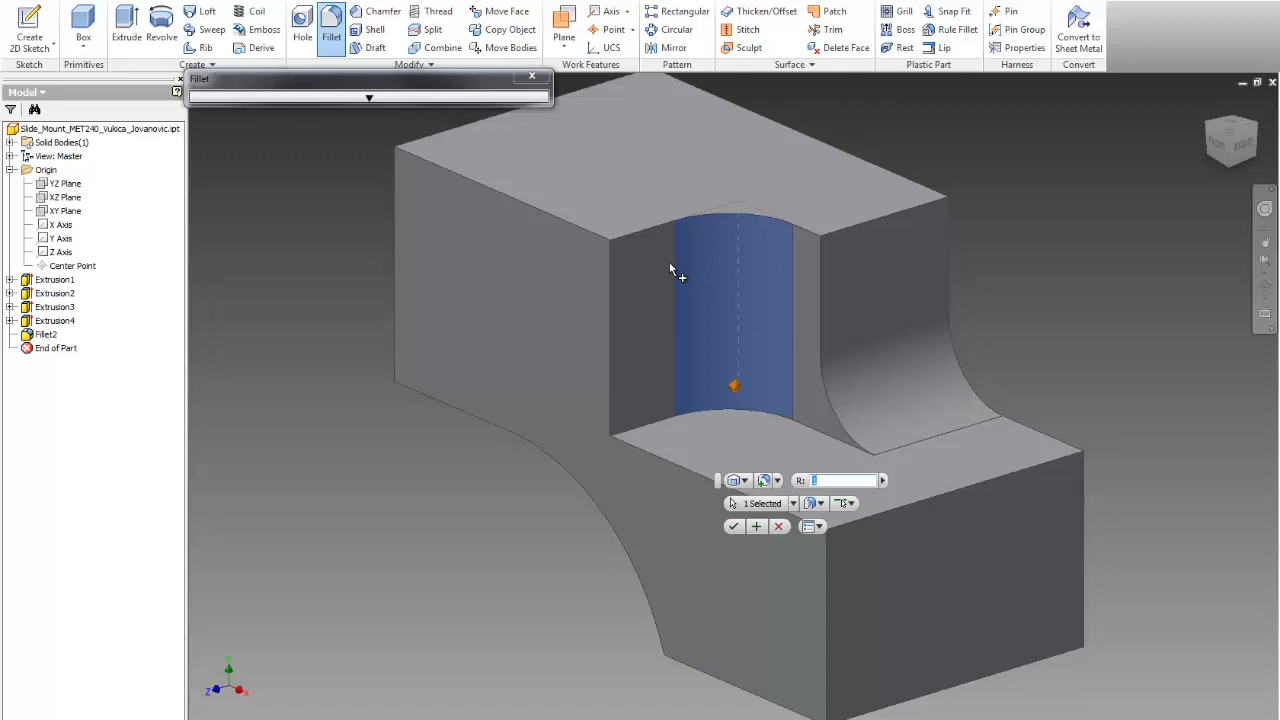 Create
2D Sketch
Sketch
Box
Primitives
Extrude
Revolve
Loft
Sweep
Rib
Coil
Emboss
Derive
Create
Hole
Fillet
Chamfer
Shell
Draft
Thread
Split
Combine
Move Face
Copy Object
Move Bodies
Modify
Plane
Axis
Point
UCS
Work Features
Rectangular
Circular
Mirror
Pattern
Thicken/Offset
Stitch
Sculpt
Patch
Trim
Delete Face
Surface
Grill
Boss
Rest
Snap Fit
Rule Fillet
Lip
Plastic Part
Pin
Pin Group
Properties
Harness
Convert to
Sheet Metal
Convert
Fillet
Model
Slide_Mount_MET240_Vukica_Jovanovic.ipt
Solid Bodies(1)
View: Master
Origin
YZ Plane
XZ Plane
XY Plane
X Axis
Y Axis
Z Axis
Center Point
Extrusion1
Extrusion2
Extrusion3
Extrusion4
Fillet2
End of Part
FRONT
RIGHT
R: 1
1 Selected
Y
Z
X